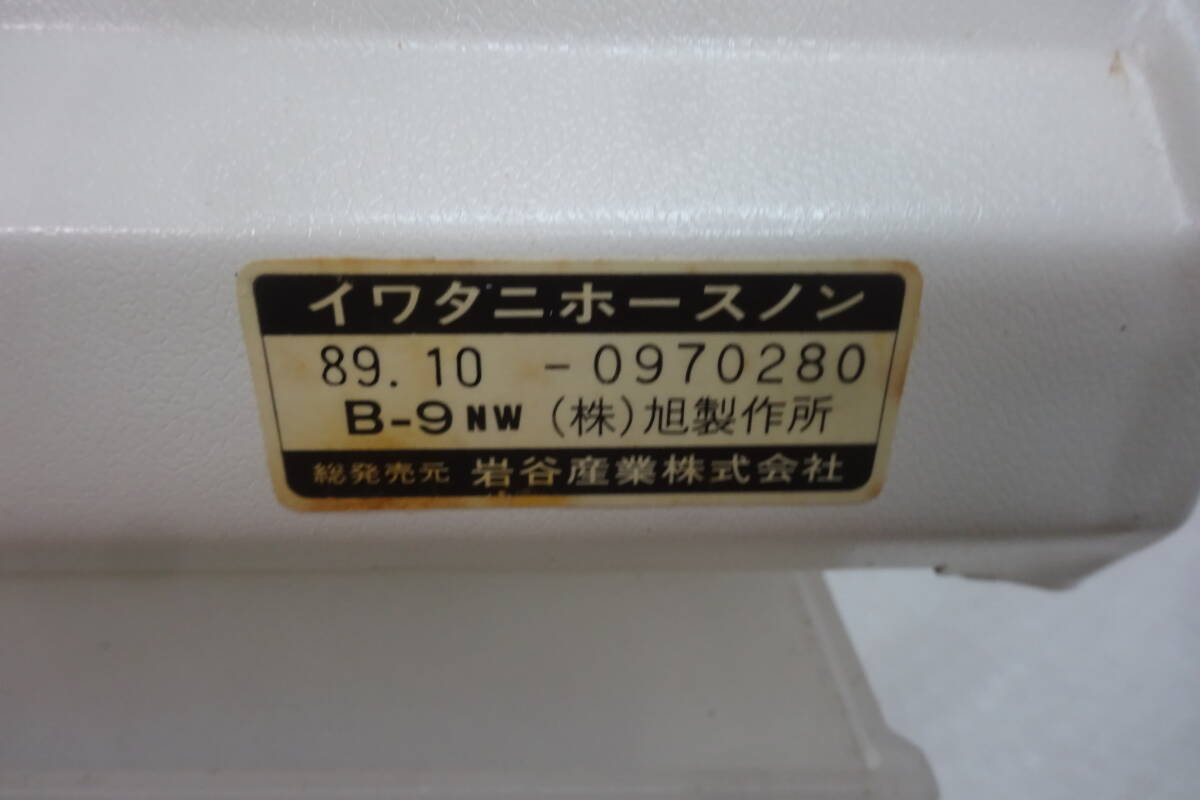 イワタニホースノン
89.10 -0970280
B-9NW (株)旭製作所
総発売元 岩谷産業株式会社